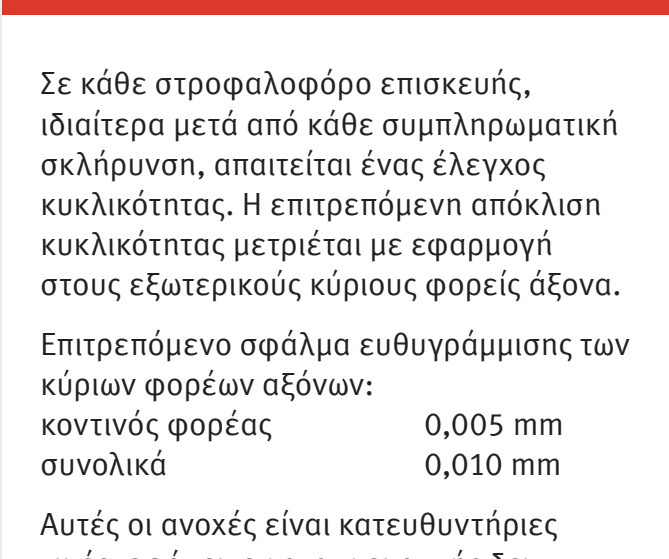 Σε κάθε στροφαλοφόρο επισκευής,
ιδιαίτερα μετά από κάθε συμπληρωματική
σκλήρυνση, απαιτείται ένας έλεγχος
κυκλικότητας. Η επιτρεπόμενη απόκλιση
κυκλικότητας μετριέται με εφαρμογή
στους εξωτερικούς κύριους φορείς άξονα.
Επιτρεπόμενο σφάλμα ευθυγράμμισης των
κύριων φορέων αξόνων:
κοντινός φορέας 0,005 mm
συνολικά 0,010 mm
Αυτές οι ανοχές είναι κατευθυντήριες